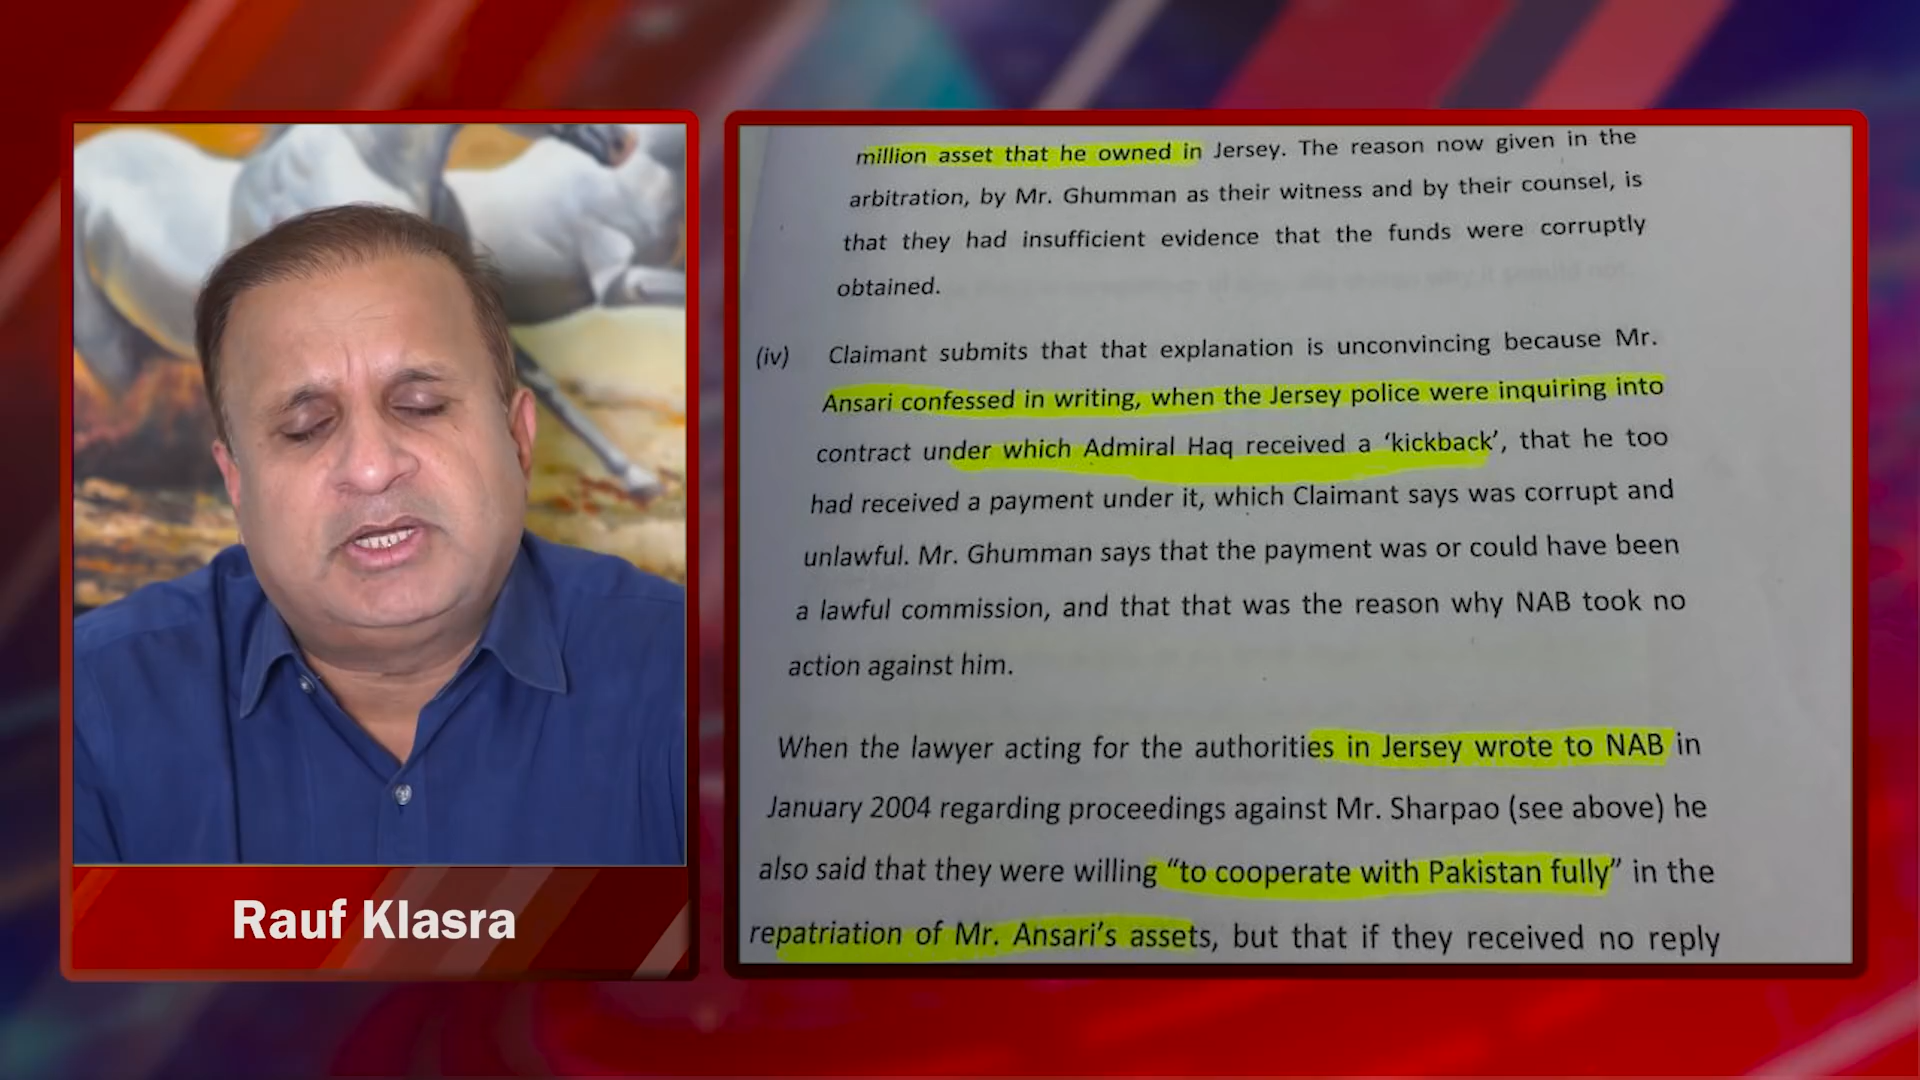 million asset that he owned in Jersey. The reason now given in the
arbitration, by Mr. Ghumman as their witness and by their counsel, is
that they had insufficient evidence that the funds were corruptly
obtained.
(iv) Claimant submits that that explanation is unconvincing because Mr.
Ansari confessed in writing, when the Jersey police were inquiring into
contract under which Admiral Haq received a ‘kickback’, that he too
had received a payment under it, which Claimant says was corrupt and
unlawful. Mr. Ghumman says that the payment was or could have been
a lawful commission, and that that was the reason why NAB took no
action against him.
When the lawyer acting for the authorities in Jersey wrote to NAB in
January 2004 regarding proceedings against Mr. Sharpao (see above) he
also said that they were willing “to cooperate with Pakistan fully” in the
repatriation of Mr. Ansari’s assets, but that if they received no reply
Rauf Klasra